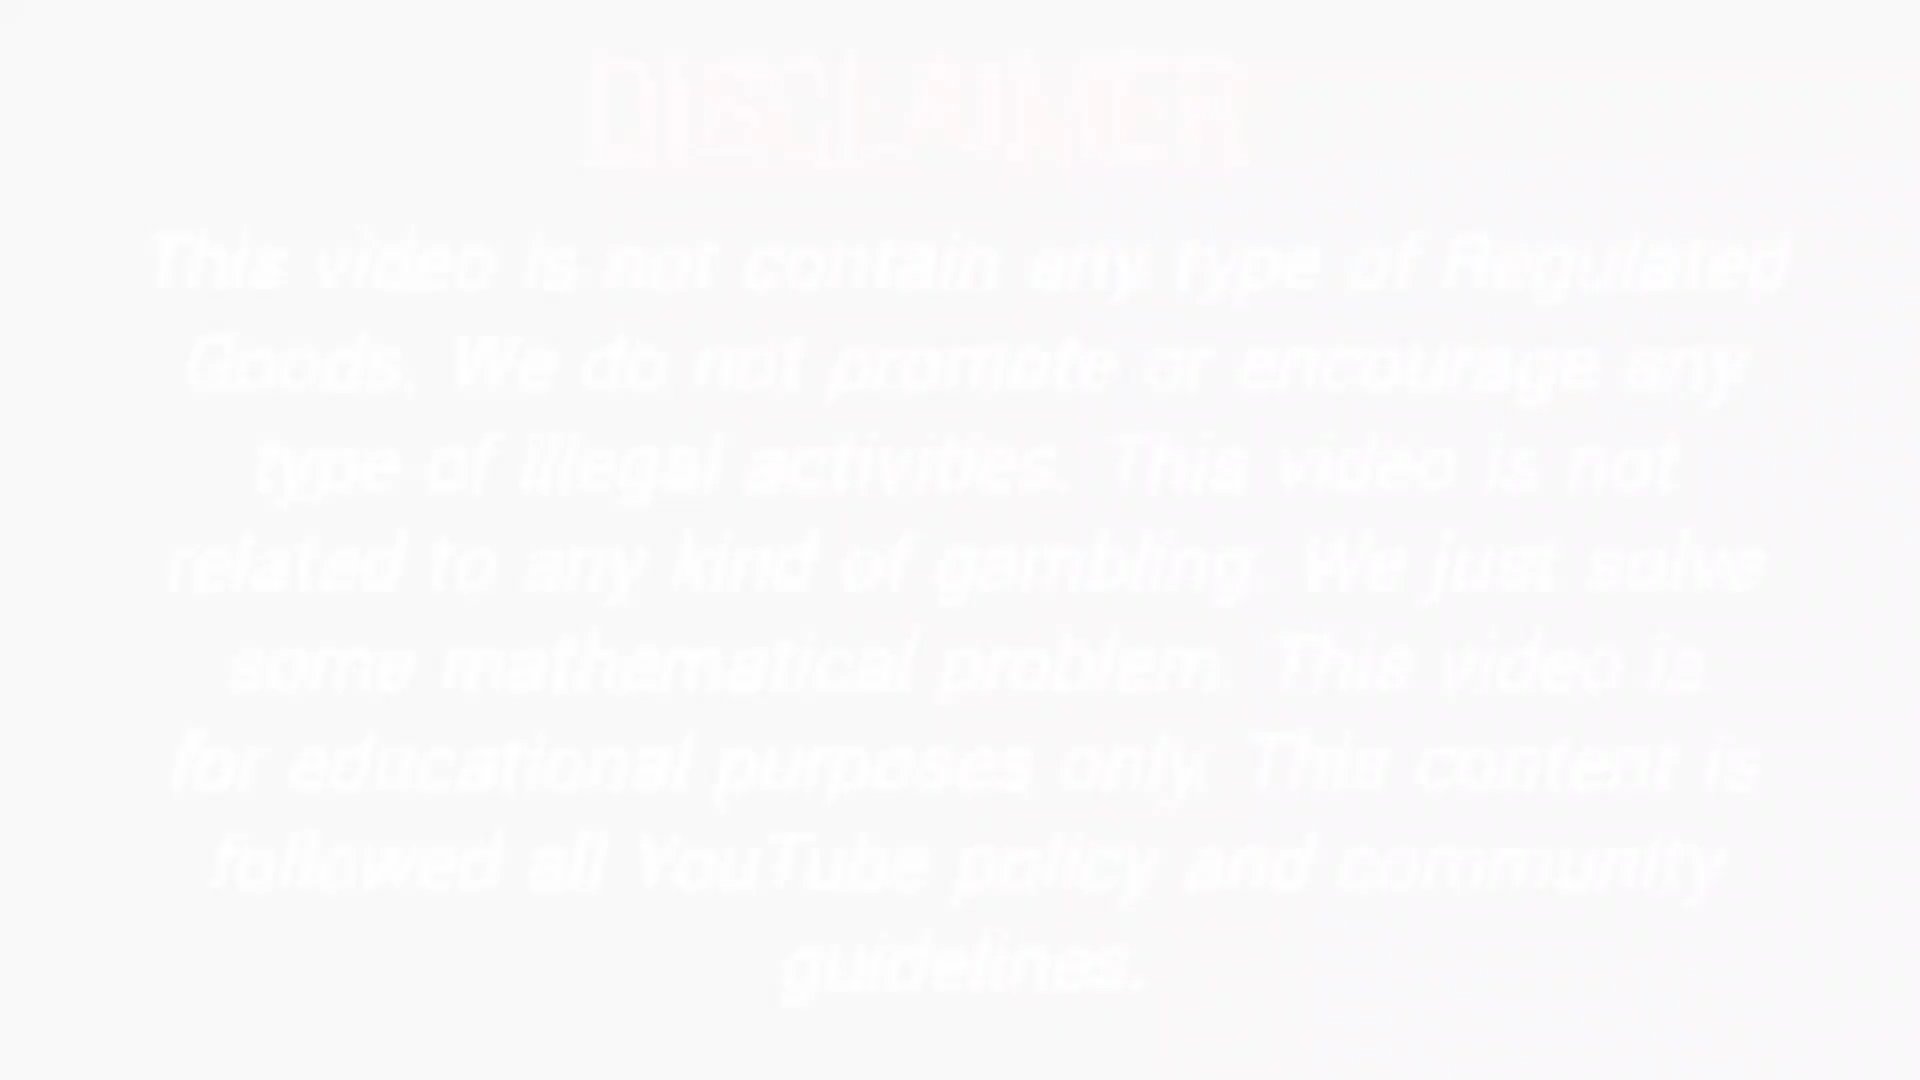 DISCLAIMER
This video is not contain any type of Regulated
Goods. We do not promote or encourage any
type of illegal activities. This video is not
related to any kind of gambling. We just solve
some mathematical problem. This video is
for educational purposes only. This content is
followed all YouTube policy and community
guidelines.